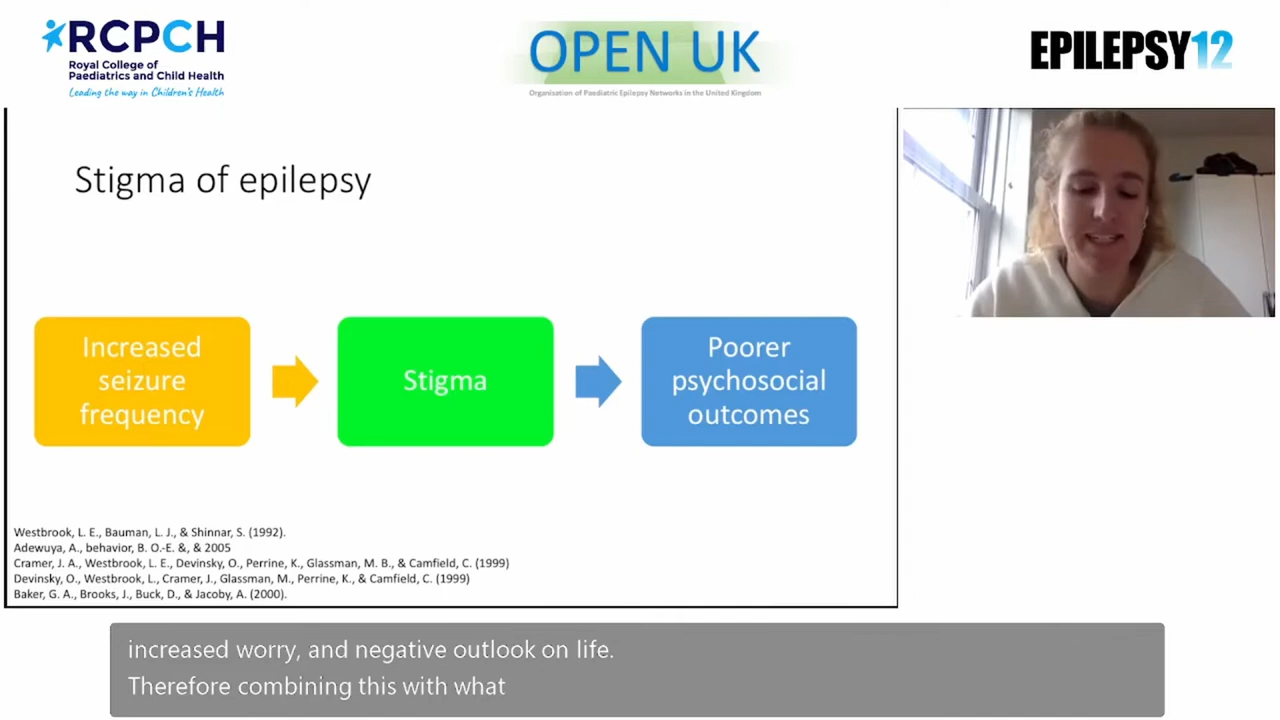 RCPCH
Royal College of
Paediatrics and Child Health
Leading the way in Children's Health
OPEN UK
Organisation of Paediatric Epilepsy Networks in the United Kingdom
EPILEPSY12
Stigma of epilepsy
Increased
seizure
frequency
Stigma
Poorer
psychosocial
outcomes
Westbrook, L. E., Bauman, L. J., & Shinnar, S. (1992).
Adewuya, A., behavior, B. O.-E. &, & 2005
Cramer, J. A., Westbrook, L. E., Devinsky, O., Perrine, K., Glassman, M. B., & Camfield, C. (1999)
Devinsky, O., Westbrook, L., Cramer, J., Glassman, M., Perrine, K., & Camfield, C. (1999)
Baker, G. A., Brooks, J., Buck, D., & Jacoby, A. (2000).
increased worry, and negative outlook on life.
Therefore combining this with what